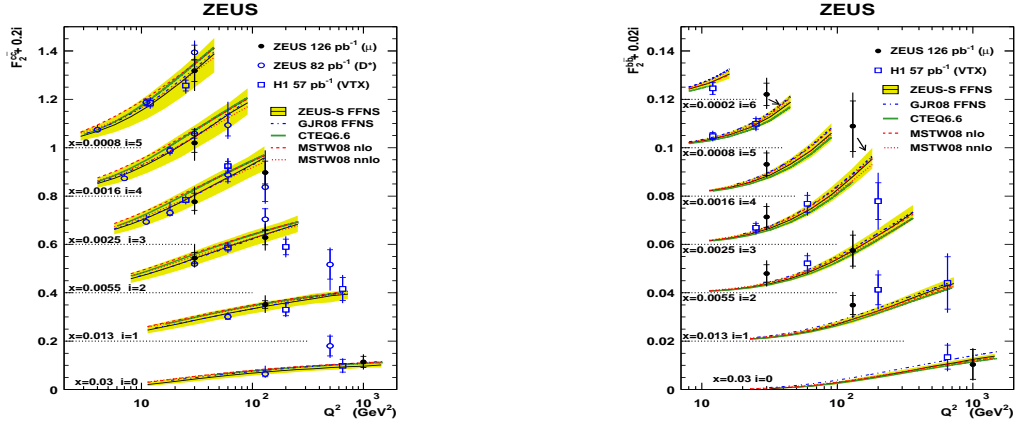 ZEUS
F₂^cc̄ + 0.2i
1.4
1.2
1
0.8
0.6
0.4
0.2
0
ZEUS 126 pb⁻¹ (μ)
ZEUS 82 pb⁻¹ (D*)
H1 57 pb⁻¹ (VTX)
ZEUS-S FFNS
GJR08 FFNS
CTEQ6.6
MSTW08 nlo
MSTW08 nnlo
x=0.0008 i=5
x=0.0016 i=4
x=0.0025 i=3
x=0.0055 i=2
x=0.013 i=1
x=0.03 i=0
10 10² 10³
Q² (GeV²)
ZEUS
F₂^bb̄ + 0.02i
0.14
0.12
0.1
0.08
0.06
0.04
0.02
0
ZEUS 126 pb⁻¹ (μ)
H1 57 pb⁻¹ (VTX)
ZEUS-S FFNS
GJR08 FFNS
CTEQ6.6
MSTW08 nlo
MSTW08 nnlo
x=0.0002 i=6
x=0.0008 i=5
x=0.0016 i=4
x=0.0025 i=3
x=0.0055 i=2
x=0.013 i=1
x=0.03 i=0
10 10² 10³
Q² (GeV²)